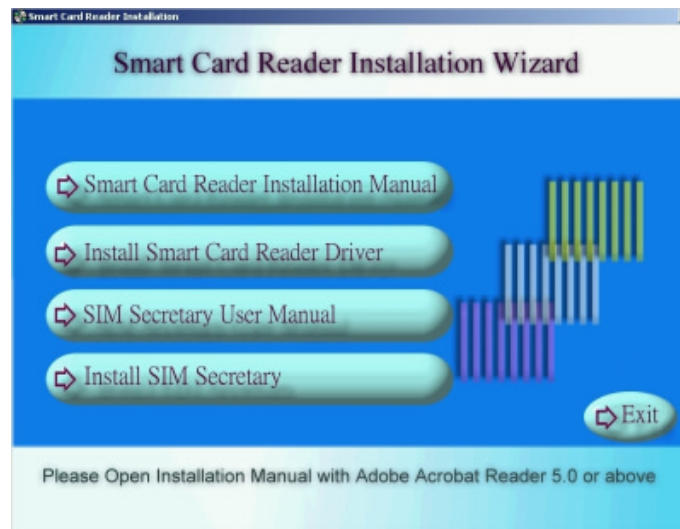 Smart Card Reader Installation
Smart Card Reader Installation Wizard
Smart Card Reader Installation Manual
Install Smart Card Reader Driver
SIM Secretary User Manual
Install SIM Secretary
Exit
Please Open Installation Manual with Adobe Acrobat Reader 5.0 or above